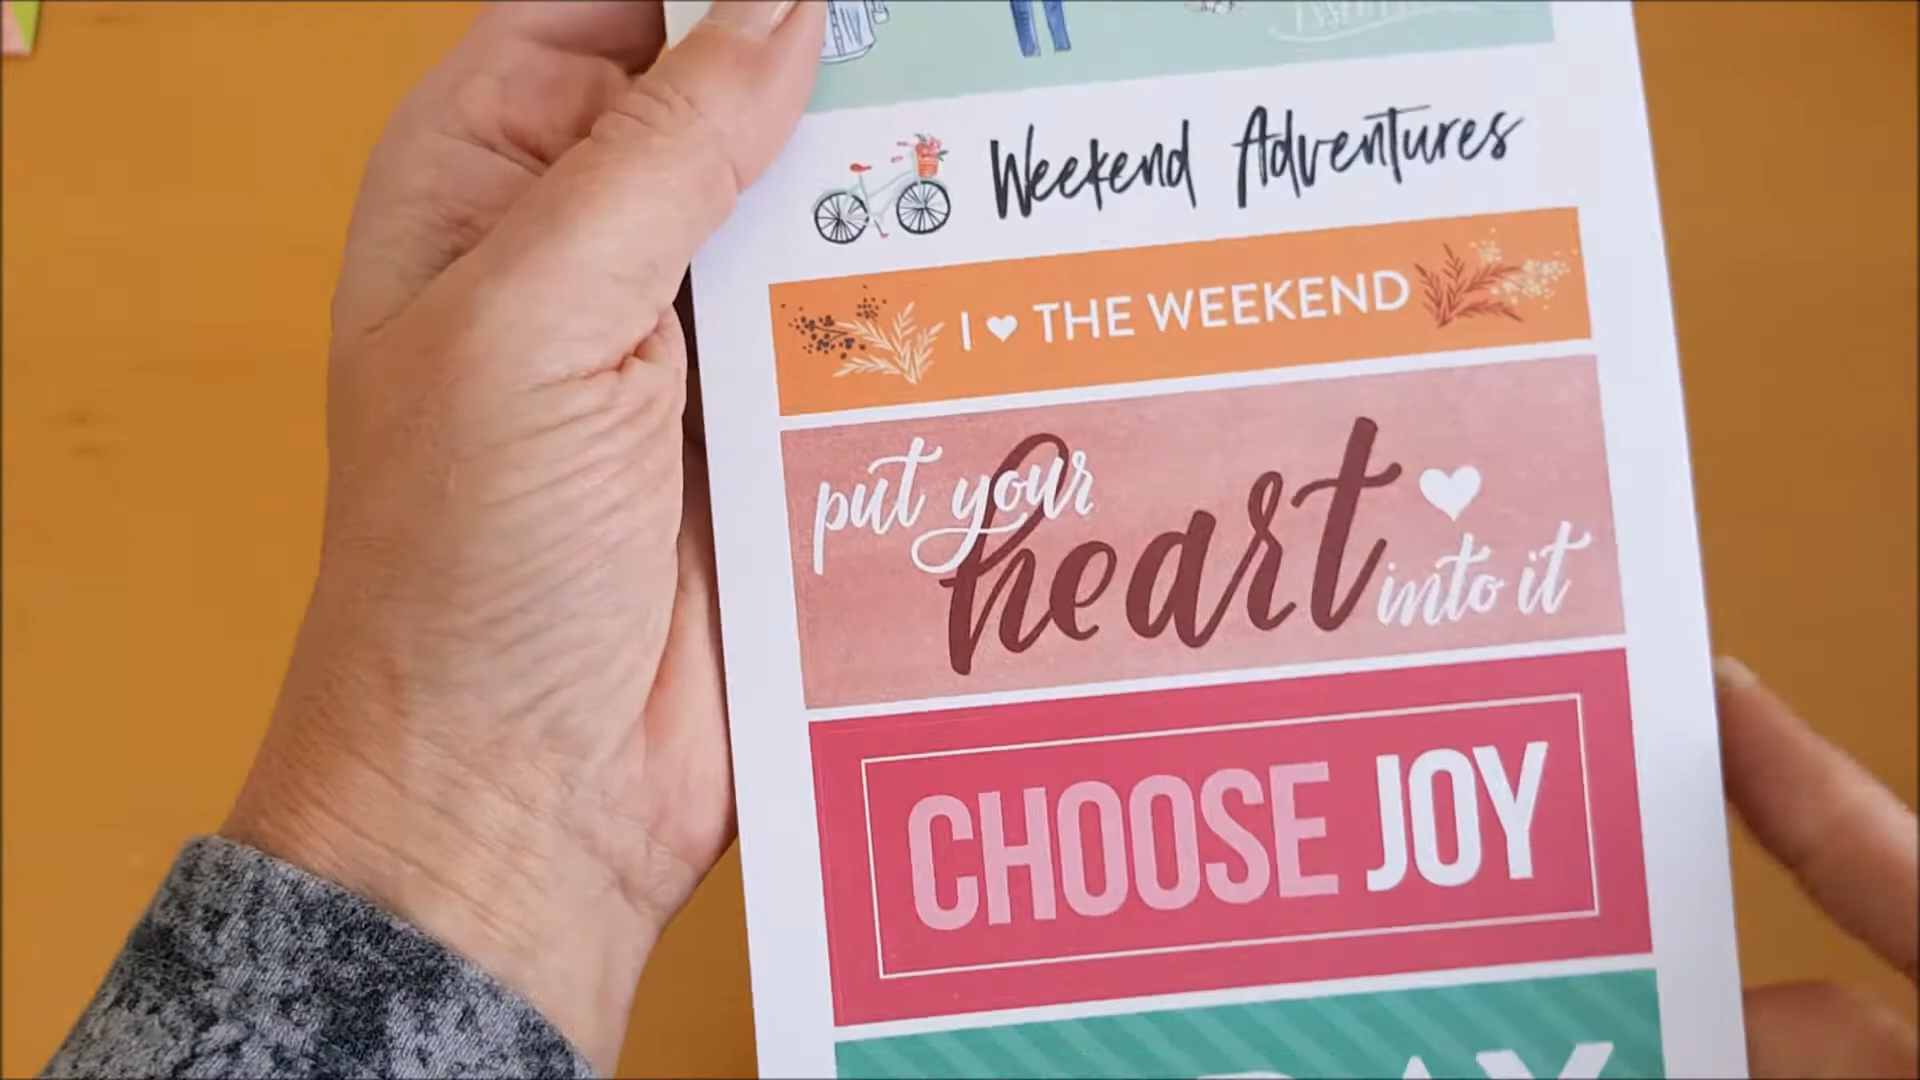 Weekend Adventures
I ♥ THE WEEKEND
put your
heart
into it
CHOOSE JOY